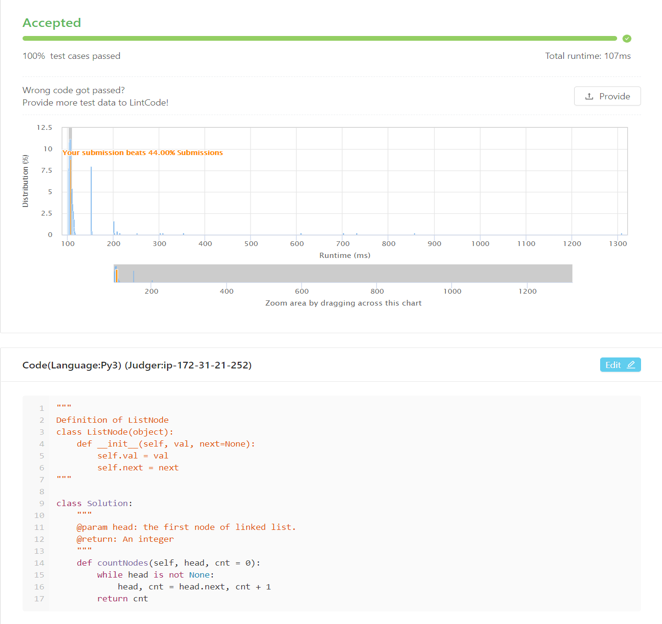 Accepted
100% test cases passed
Total runtime: 107ms
Wrong code got passed?
Provide more test data to LintCode!
Provide
12.5
10
7.5
5
2.5
0
Distribution (%)
Your submission beats 44.00% Submissions
100 200 300 400 500 600 700 800 900 1000 1100 1200 1300
Runtime (ms)
200 400 600 800 1000 1200
Zoom area by dragging across this chart
Code(Language:Py3) (Judger:ip-172-31-21-252)
Edit
1 """
2 Definition of ListNode
3 class ListNode(object):
4     def __init__(self, val, next=None):
5         self.val = val
6         self.next = next
7 """
8
9 class Solution:
10     """
11     @param head: the first node of linked list.
12     @return: An integer
13     """
14     def countNodes(self, head, cnt = 0):
15         while head is not None:
16             head, cnt = head.next, cnt + 1
17         return cnt